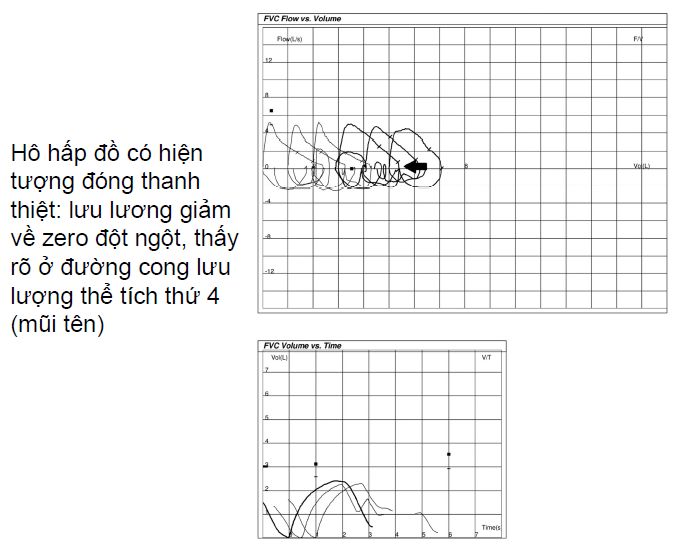 Hô hấp đồ có hiện
tượng đóng thanh
thiệt: lưu lương giảm
về zero đột ngột, thấy
rõ ở đường cong lưu
lượng thể tích thứ 4
(mũi tên)
FVC Flow vs. Volume
Flow(L/s)
F/V
12
8
4
0
6
Vol(L)
-4
-8
-12
FVC Volume vs. Time
Vol(L)
V/T
7
6
5
4
3
2
1
2
3
4
5
6
7
Time(s